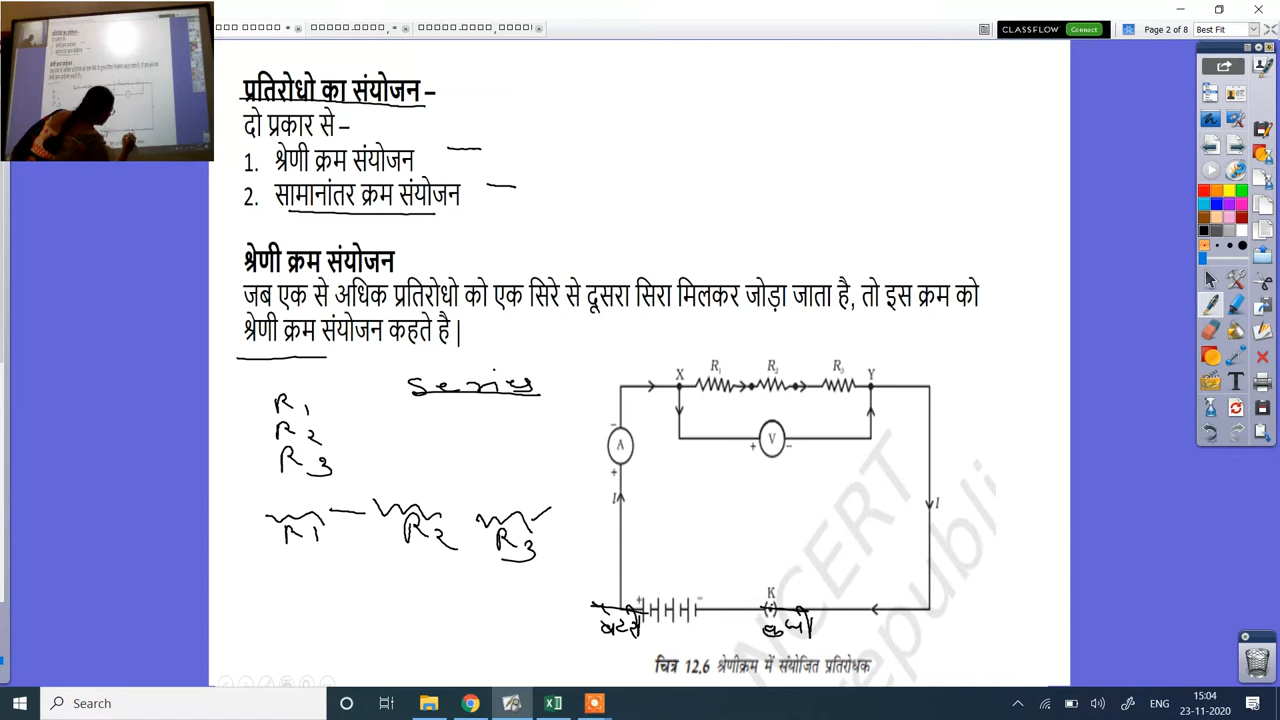 CLASSFLOW Connect
Page 2 of 8
Best Fit
प्रतिरोधो का संयोजन –
दो प्रकार से –
1. श्रेणी क्रम संयोजन
2. सामानांतर क्रम संयोजन
श्रेणी क्रम संयोजन
जब एक से अधिक प्रतिरोधो को एक सिरे से दूसरा सिरा मिलकर जोड़ा जाता है, तो इस क्रम को
श्रेणी क्रम संयोजन कहते है |
Series
R1
R2
R3
R1 R2 R3
R1 R2 R3
X Y
+ V −
−
A
+
I I
+ − K
बैटरी कुंजी
चित्र 12.6 श्रेणीक्रम में संयोजित प्रतिरोधक
NCERT
republi
Search
ENG
15:04
23-11-2020